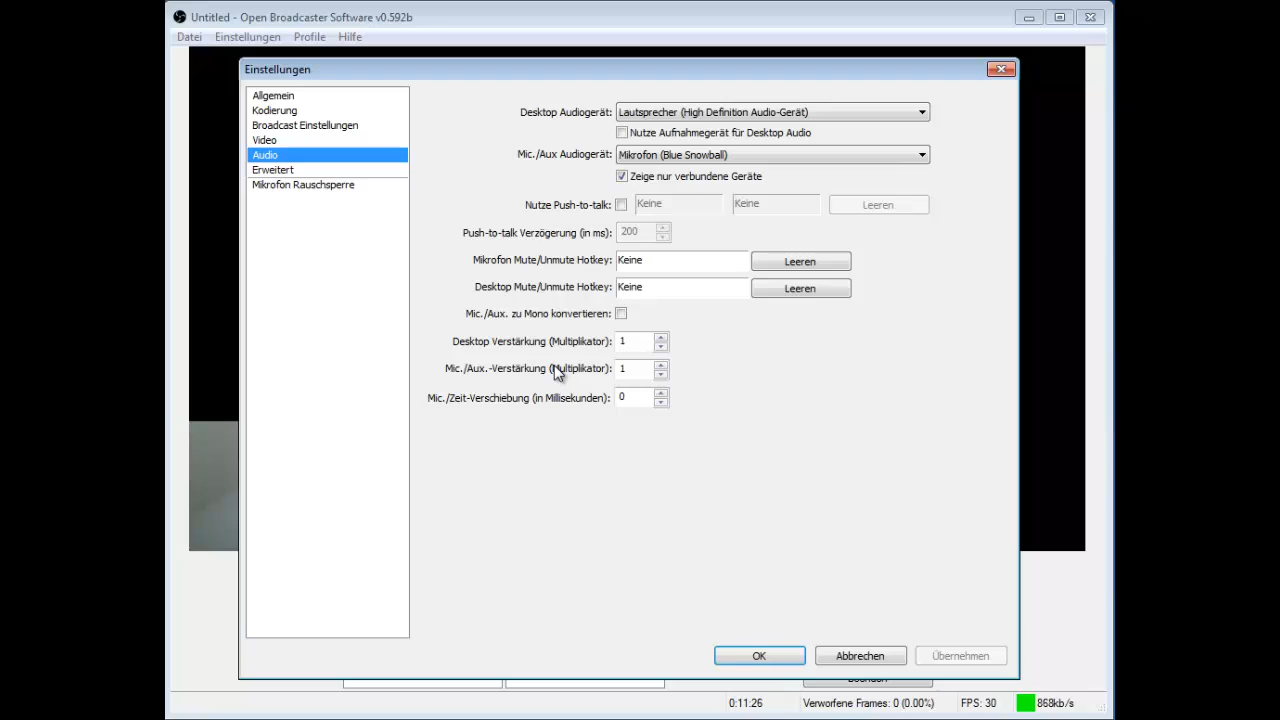 Untitled - Open Broadcaster Software v0.592b
Datei Einstellungen Profile Hilfe
Einstellungen
Allgemein
Kodierung
Broadcast Einstellungen
Video
Audio
Erweitert
Mikrofon Rauschsperre
Desktop Audiogerät: Lautsprecher (High Definition Audio-Gerät)
Nutze Aufnahmegerät für Desktop Audio
Mic./Aux Audiogerät: Mikrofon (Blue Snowball)
Zeige nur verbundene Geräte
Nutze Push-to-talk: Keine Keine Leeren
Push-to-talk Verzögerung (in ms): 200
Mikrofon Mute/Unmute Hotkey: Keine Leeren
Desktop Mute/Unmute Hotkey: Keine Leeren
Mic./Aux. zu Mono konvertieren:
Desktop Verstärkung (Multiplikator): 1
Mic./Aux.-Verstärkung (Multiplikator): 1
Mic./Zeit-Verschiebung (in Millisekunden): 0
OK Abbrechen Übernehmen
0:11:26 Verworfene Frames: 0 (0.00%) FPS: 30 868kb/s